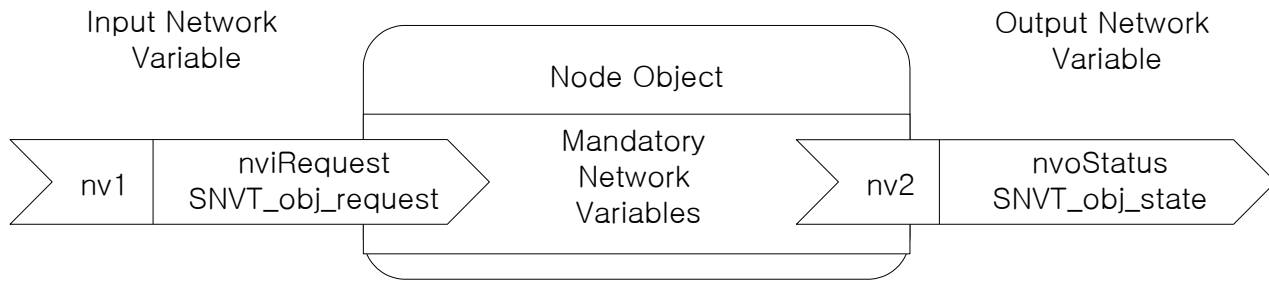 Input Network
Variable
Output Network
Variable
Node Object
Mandatory
Network
Variables
nv1
nviRequest
SNVT_obj_request
nv2
nvoStatus
SNVT_obj_state